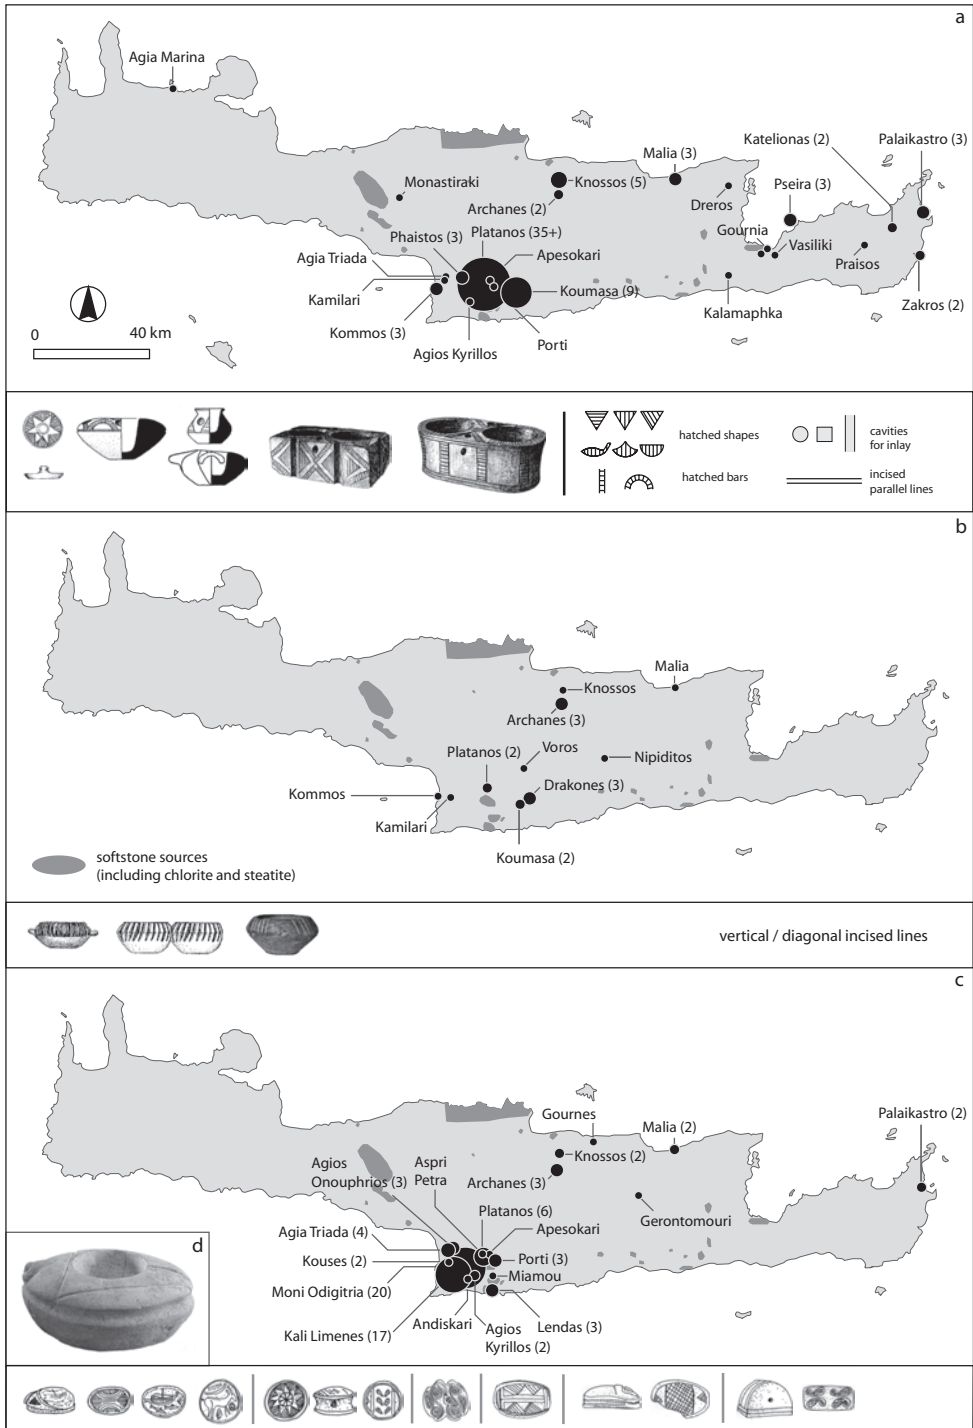 a
Agia Marina
Katelionas (2)
Palaikastro (3)
Malia (3)
Monastiraki
Knossos (5)
Pseira (3)
Archanes (2)
Dreros
Phaistos (3)
Platanos (35+)
Gournia
Vasiliki
Agia Triada
Apesokari
Praisos
Kamilari
Koumasa (9)
Kalamaphka
Zakros (2)
0
40 km
Kommos (3)
Agios Kyrillos
Porti
hatched shapes
cavities
for inlay
hatched bars
incised
parallel lines
b
Malia
Knossos
Archanes (3)
Platanos (2)
Voros
Nipiditos
Kommos
Drakones (3)
Kamilari
Koumasa (2)
softstone sources
(including chlorite and steatite)
vertical / diagonal incised lines
c
Gournes
Malia (2)
Palaikastro (2)
Knossos (2)
Agios
Onouphrios (3)
Aspri
Petra
Archanes (3)
Platanos (6)
Gerontomouri
Agia Triada (4)
Apesokari
d
Kouses (2)
Porti (3)
Miamou
Moni Odigitria (20)
Andiskari
Kali Limenes (17)
Agios
Kyrillos (2)
Lendas (3)